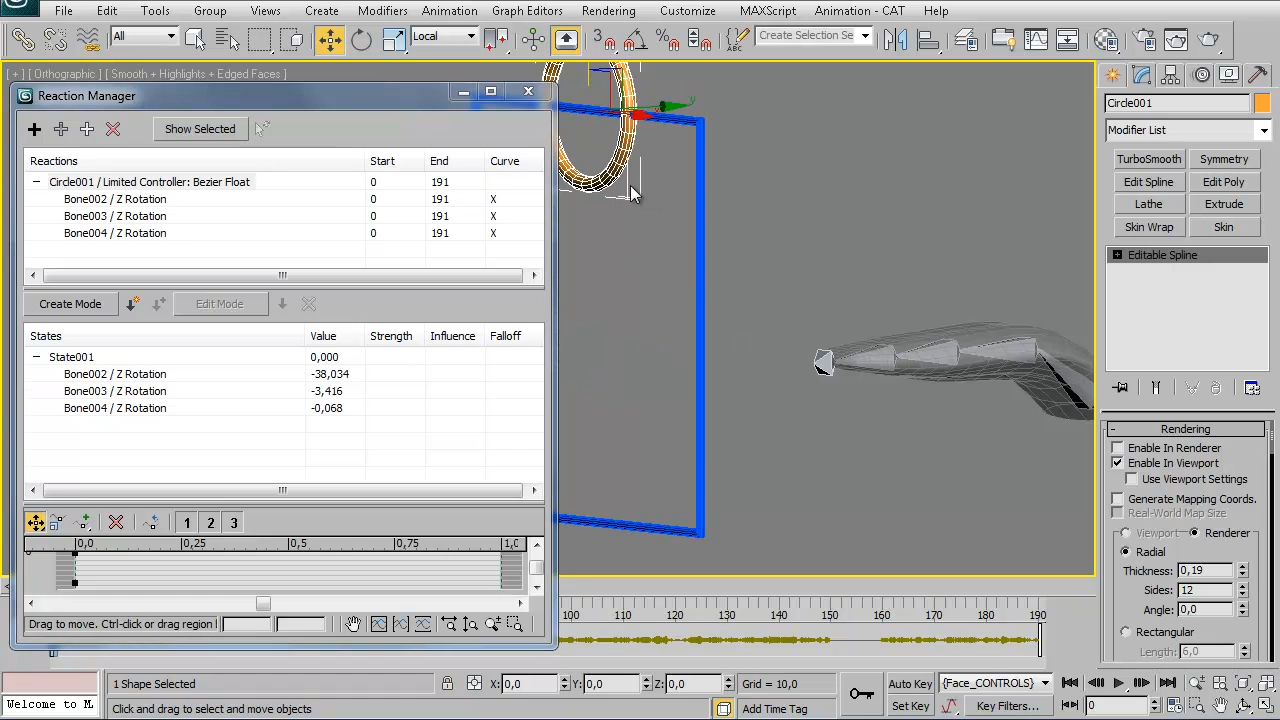 File Edit Tools Group Views Create Modifiers Animation Graph Editors Rendering Customize MAXScript Animation - CAT Help
All Local Create Selection Se
[ + ] [ Orthographic ] [ Smooth + Highlights + Edged Faces ]
Reaction Manager
Show Selected
Reactions Start End Curve
Circle001 / Limited Controller: Bezier Float 0 191
Bone002 / Z Rotation 0 191 X
Bone003 / Z Rotation 0 191 X
Bone004 / Z Rotation 0 191 X
Create Mode Edit Mode
States Value Strength Influence Falloff
State001 0,000
Bone002 / Z Rotation -38,034
Bone003 / Z Rotation -3,416
Bone004 / Z Rotation -0,068
1 2 3
0,0 0,25 0,5 0,75 1,0
Drag to move. Ctrl-click or drag region l
y
Circle001
Modifier List
TurboSmooth Symmetry
Edit Spline Edit Poly
Lathe Extrude
Skin Wrap Skin
Editable Spline
Rendering
Enable In Renderer
Enable In Viewport
Use Viewport Settings
Generate Mapping Coords.
Real-World Map Size
Viewport Renderer
Radial
Thickness: 0,19
Sides: 12
Angle: 0,0
Rectangular
Length: 6,0
100 110 120 130 140 150 160 170 180 190
1 Shape Selected X: 0,0 Y: 0,0 Z: 0,0 Grid = 10,0 Auto Key {Face_CONTROLS}
Welcome to M. Click and drag to select and move objects Add Time Tag Set Key Key Filters... 0